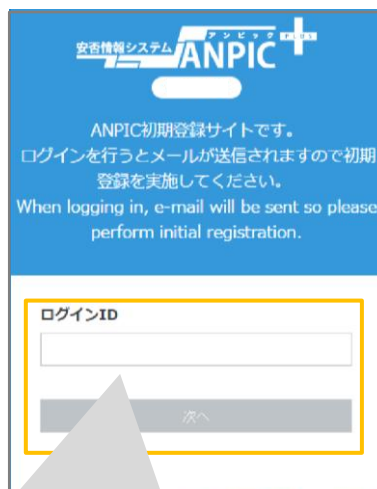 アンピック PLUS
安否情報システム ANPIC
ANPIC初期登録サイトです。
ログインを行うとメールが送信されますので初期
登録を実施してください。
When logging in, e-mail will be sent so please
perform initial registration.
ログインID
次へ